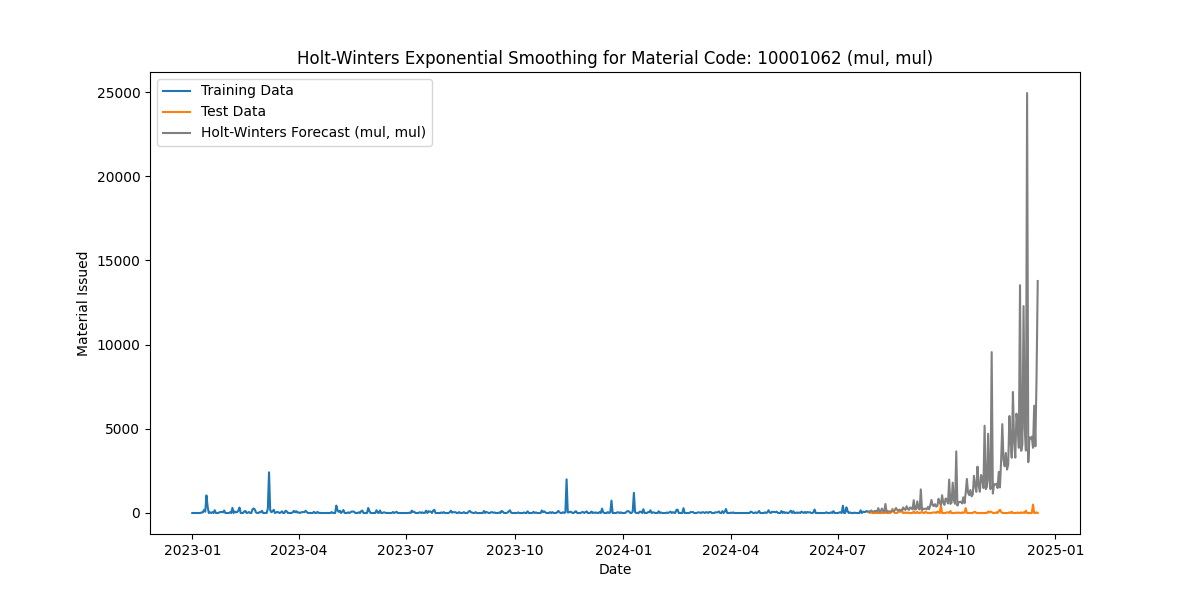 Holt-Winters Exponential Smoothing for Material Code: 10001062 (mul, mul)
Training Data
Test Data
Holt-Winters Forecast (mul, mul)
25000
20000
15000
10000
5000
0
Material Issued
2023-01 2023-04 2023-07 2023-10 2024-01 2024-04 2024-07 2024-10 2025-01
Date